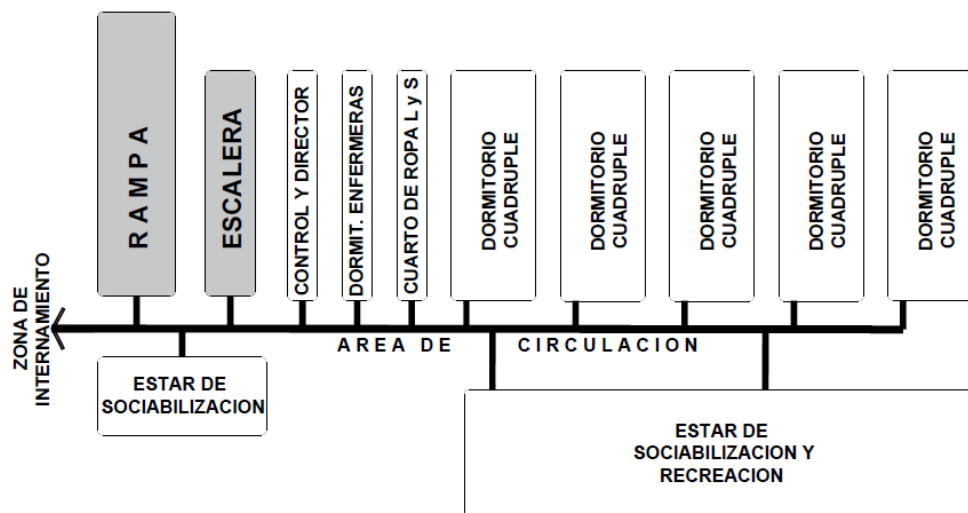 RAMPA
ESCALERA
CONTROL Y DIRECTOR
DORMIT. ENFERMERAS
CUARTO DE ROPA L y S
DORMITORIO
CUADRUPLE
DORMITORIO
CUADRUPLE
DORMITORIO
CUADRUPLE
DORMITORIO
CUADRUPLE
DORMITORIO
CUADRUPLE
ZONA DE
INTERNAMIENTO
AREA DE CIRCULACION
ESTAR DE
SOCIABILIZACION
ESTAR DE
SOCIABILIZACION Y
RECREACION